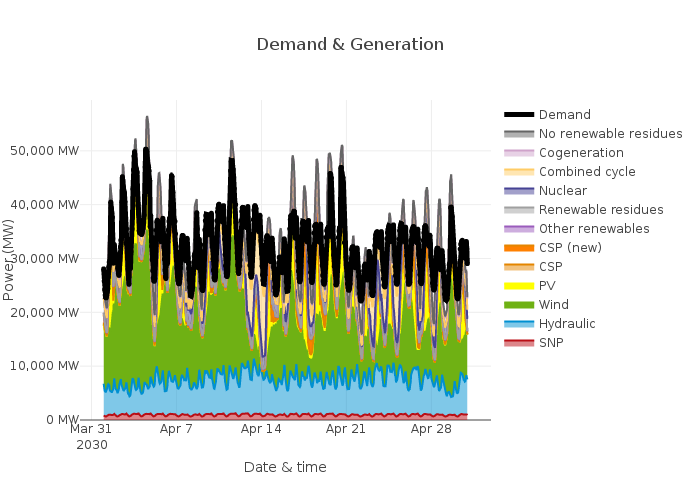 Demand & Generation
Power (MW)
50,000 MW
40,000 MW
30,000 MW
20,000 MW
10,000 MW
0 MW
Mar 31
2030
Apr 7
Apr 14
Apr 21
Apr 28
Date & time
Demand
No renewable residues
Cogeneration
Combined cycle
Nuclear
Renewable residues
Other renewables
CSP (new)
CSP
PV
Wind
Hydraulic
SNP